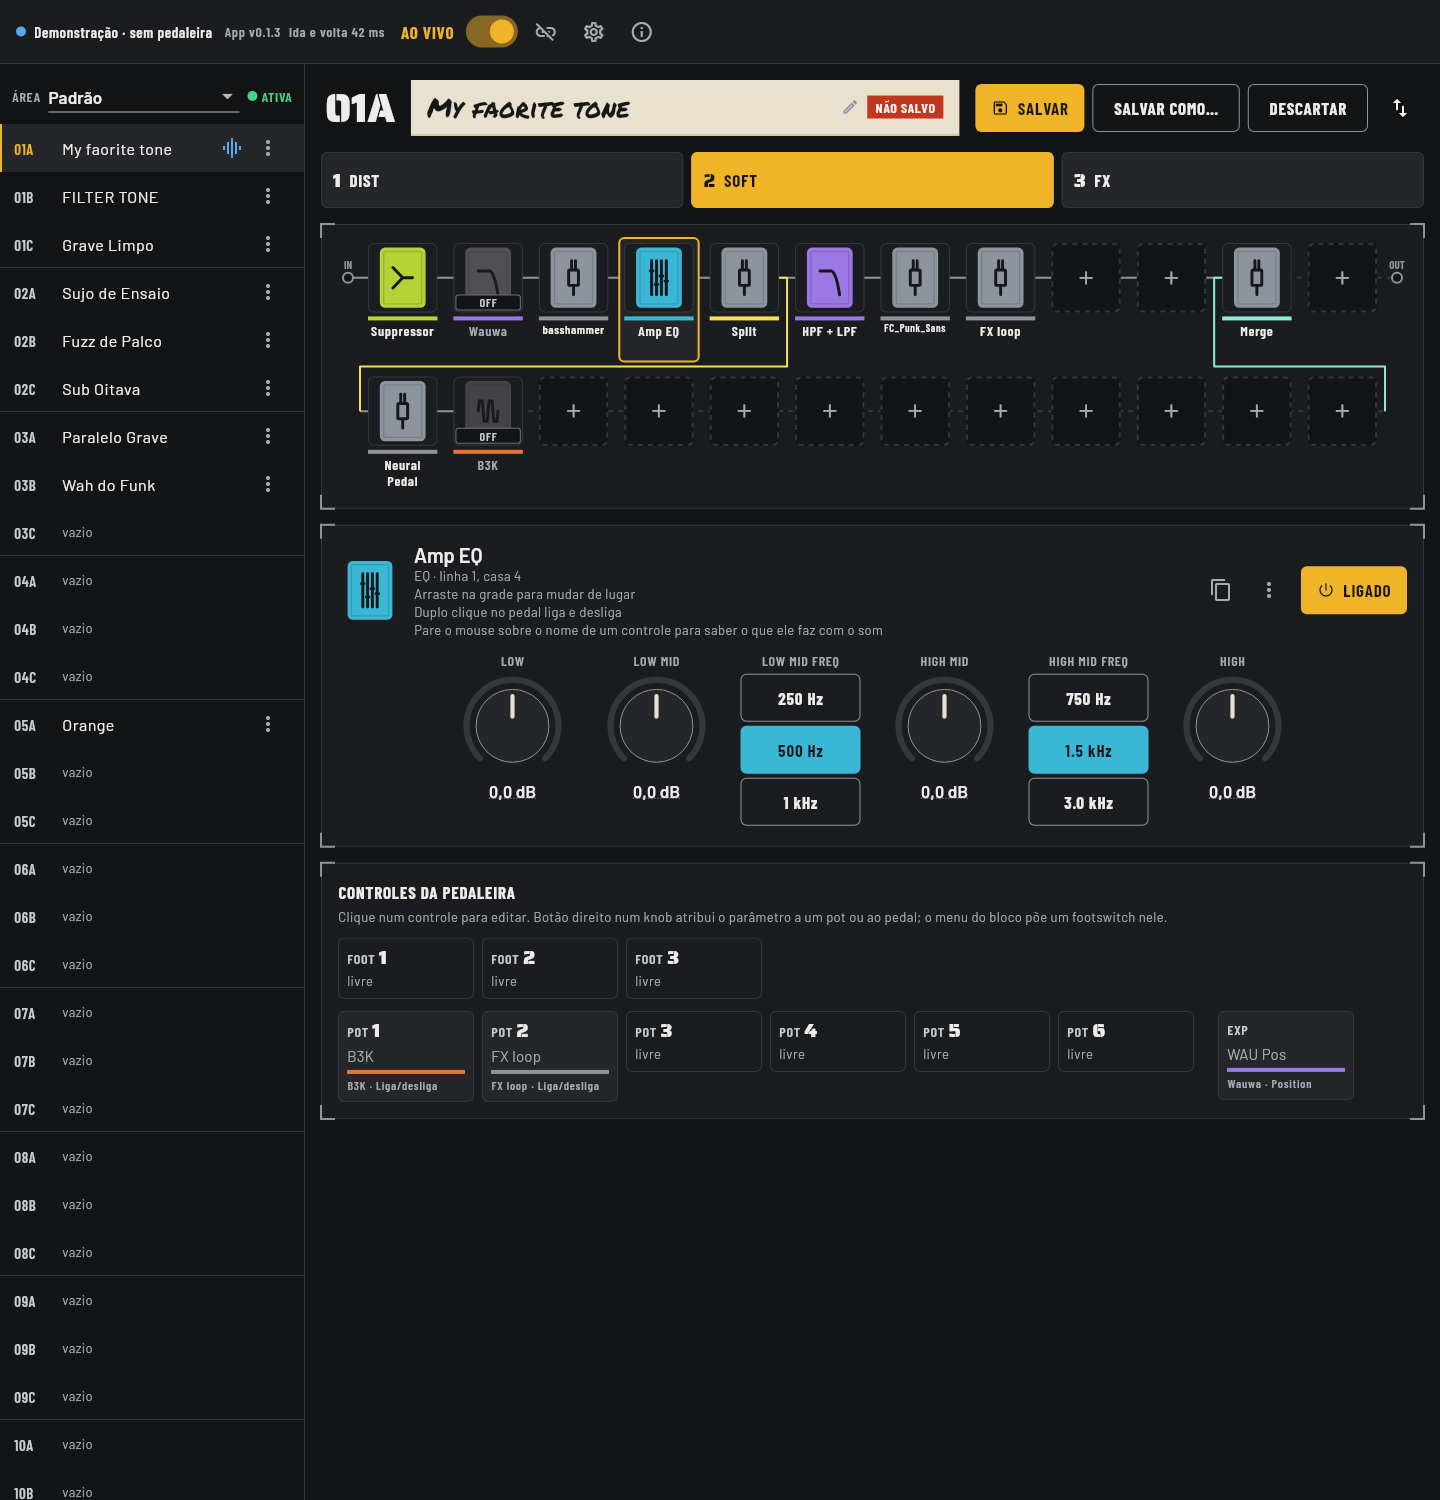 Demonstração · sem pedaleira App v0.1.3 Ida e volta 42 ms AO VIVO
ÁREA Padrão ATIVA
01A My faorite tone
01B FILTER TONE
01C Grave Limpo
02A Sujo de Ensaio
02B Fuzz de Palco
02C Sub Oitava
03A Paralelo Grave
03B Wah do Funk
03C vazio
04A vazio
04B vazio
04C vazio
05A Orange
05B vazio
05C vazio
06A vazio
06B vazio
06C vazio
07A vazio
07B vazio
07C vazio
08A vazio
08B vazio
08C vazio
09A vazio
09B vazio
09C vazio
10A vazio
10B vazio
01A My faorite tone NÃO SALVO SALVAR SALVAR COMO... DESCARTAR
1 DIST 2 SOFT 3 FX
IN OUT
OFF
Suppressor Wauwa basshammer Amp EQ Split HPF + LPF FC_Punk_Sans FX loop Merge
OFF
Neural Pedal B3K
Amp EQ
EQ · linha 1, casa 4
Arraste na grade para mudar de lugar
Duplo clique no pedal liga e desliga
Pare o mouse sobre o nome de um controle para saber o que ele faz com o som
LIGADO
LOW LOW MID LOW MID FREQ HIGH MID HIGH MID FREQ HIGH
250 Hz 750 Hz
500 Hz 1.5 kHz
0,0 dB 0,0 dB 1 kHz 0,0 dB 3.0 kHz 0,0 dB
CONTROLES DA PEDALEIRA
Clique num controle para editar. Botão direito num knob atribui o parâmetro a um pot ou ao pedal; o menu do bloco põe um footswitch nele.
FOOT 1 FOOT 2 FOOT 3
livre livre livre
POT 1 POT 2 POT 3 POT 4 POT 5 POT 6 EXP
B3K FX loop livre livre livre livre WAU Pos
B3K · Liga/desliga FX loop · Liga/desliga Wauwa · Position